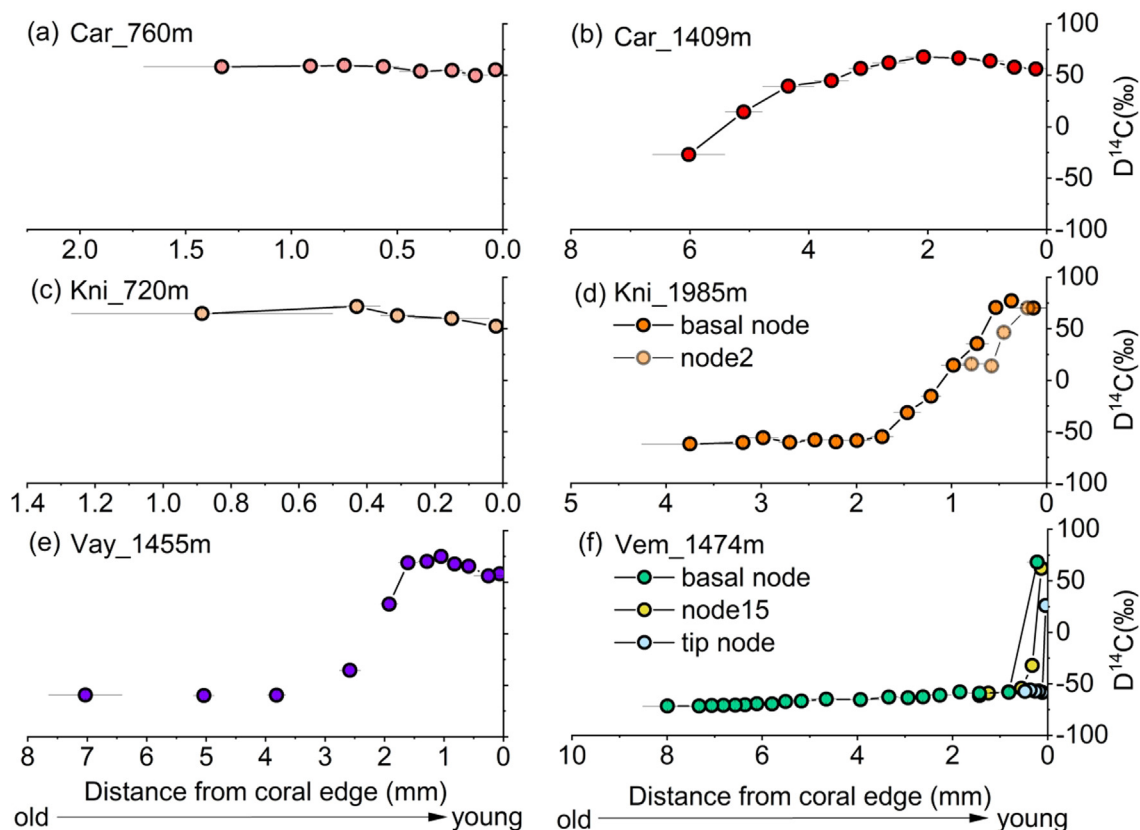 (a) Car_760m
2.0 1.5 1.0 0.5 0.0
(b) Car_1409m
100
50
0
-50
-100
D¹⁴C(‰)
8 6 4 2 0
(c) Kni_720m
1.4 1.2 1.0 0.8 0.6 0.4 0.2 0.0
(d) Kni_1985m
basal node
node2
100
50
0
-50
-100
D¹⁴C(‰)
5 4 3 2 1 0
(e) Vay_1455m
8 7 6 5 4 3 2 1 0
Distance from coral edge (mm)
old young
(f) Vem_1474m
basal node
node15
tip node
100
50
0
-50
-100
D¹⁴C(‰)
10 8 6 4 2 0
Distance from coral edge (mm)
old young